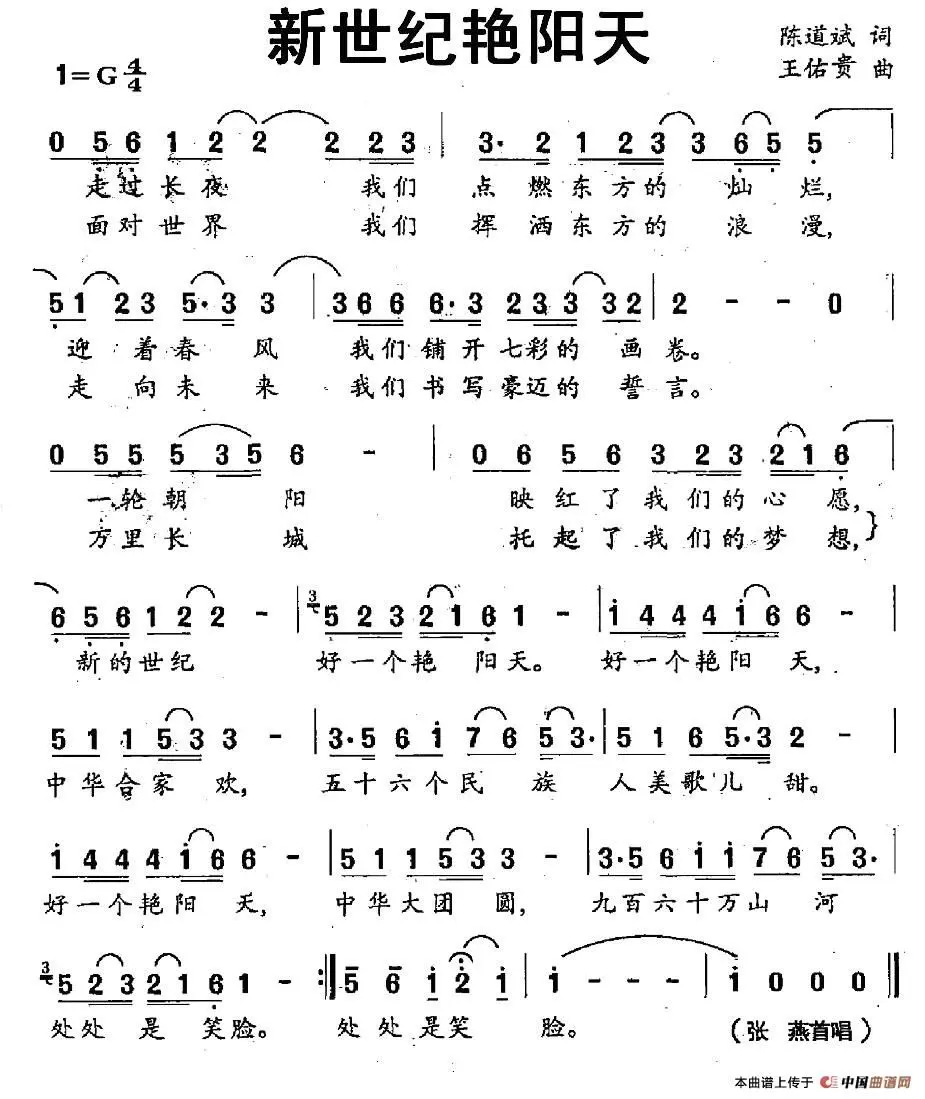 新世纪艳阳天
陈道斌 词
王佑贵 曲
1=G 4/4
0 5 6 1 2 2 2 2 2 3 | 3· 2 1 2 3 3 6 5 5 |
走过长夜 我们 点燃东方的 灿烂,
面对世界 我们 挥洒东方的 浪漫,
5 1 2 3 5·3 3 | 3 6 6 6·3 2 3 3 3 2 | 2 - - 0 |
迎着春风 我们铺开七彩的 画卷。
走向未来 我们书写豪迈的 誓言。
0 5 5 5 3 5 6 - | 0 6 5 6 3 2 3 2 1 6 |
一轮朝阳 映红了我们的心愿,
万里长城 托起了我们的梦想,}
6 5 6 1 2 2 - | 3 5 2 3 2 1 6 1 - | 1 4 4 4 4 1 6 6 - |
新的世纪 好一个艳 阳天。 好一个艳阳 天,
5 1 1 1 5 3 3 - | 3·5 6 1 7 6 5 3· | 5 1 6 5·3 2 - |
中华合家 欢, 五十六个民 族 人美歌儿 甜。
1 4 4 4 4 1 6 6 - | 5 1 1 1 5 3 3 - | 3·5 6 1 1 7 6 5 3· |
好一个艳阳 天, 中华大团 圆, 九百六十万山 河
3 5 2 3 2 1 6 1 - :| 5 6 1 2 1 | 1 - - - | 1 0 0 0 ||
处处 是 笑脸。 处 处是笑 脸。 (张 燕首唱)
本曲谱上传于 中国曲谱网